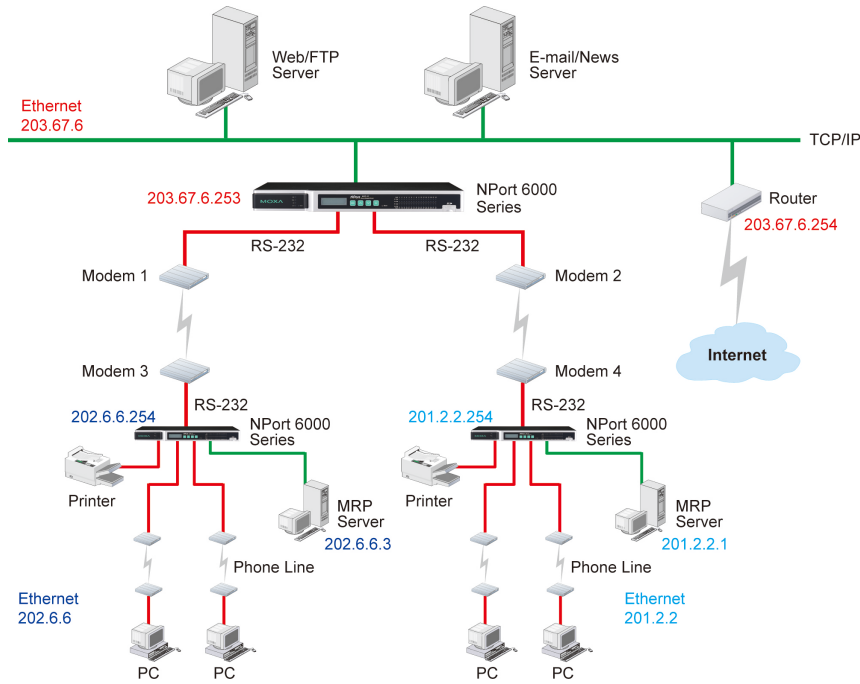 Web/FTP
Server
E-mail/News
Server
Ethernet
203.67.6
TCP/IP
203.67.6.253
MOXA
NPort
NPort 6000
Series
Router
203.67.6.254
RS-232
RS-232
Modem 1
Modem 2
Internet
Modem 3
Modem 4
RS-232
RS-232
202.6.6.254
NPort 6000
Series
201.2.2.254
NPort 6000
Series
Printer
MRP
Server
202.6.6.3
Printer
MRP
Server
201.2.2.1
Phone Line
Phone Line
Ethernet
202.6.6
Ethernet
201.2.2
PC
PC
PC
PC